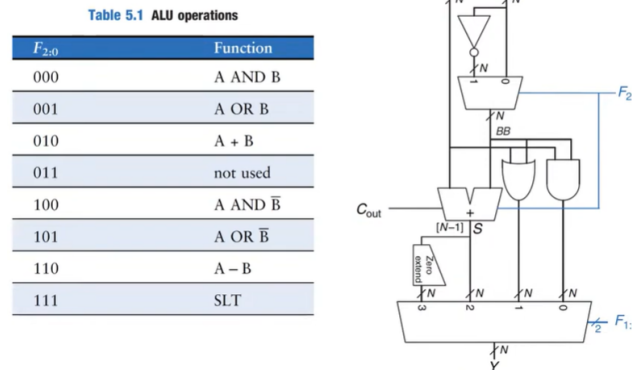 Table 5.1 ALU operations
F2:0 Function
000 A AND B
001 A OR B
010 A + B
011 not used
100 A AND B̅
101 A OR B̅
110 A – B
111 SLT
N N
N
1 0
F2
N
BB
Cout
+
[N–1] S
Zero extend
N N N N
3 2 1 0
2 F1:
N
Y